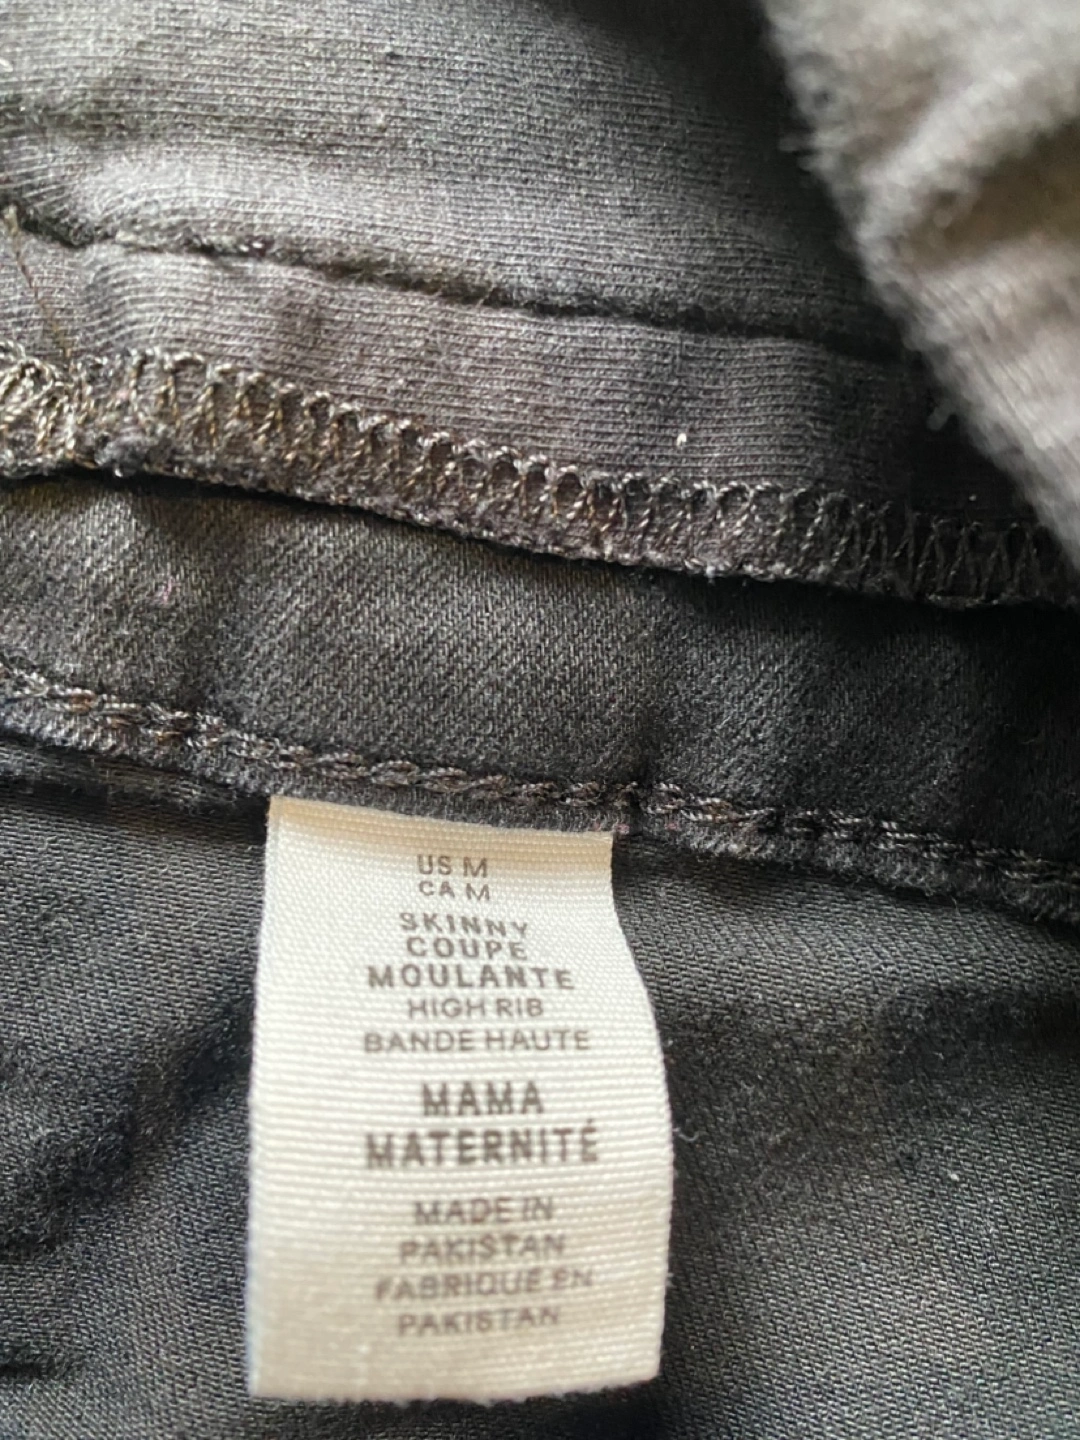 US M
CA M
SKINNY
COUPE
MOULANTE
HIGH RIB
BANDE HAUTE
MAMA
MATERNITÉ
MADE IN
PAKISTAN
FABRIQUÉ EN
PAKISTAN